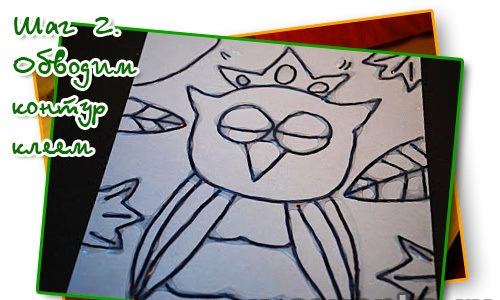 Шаг 2.
Обводим
контур
клеем